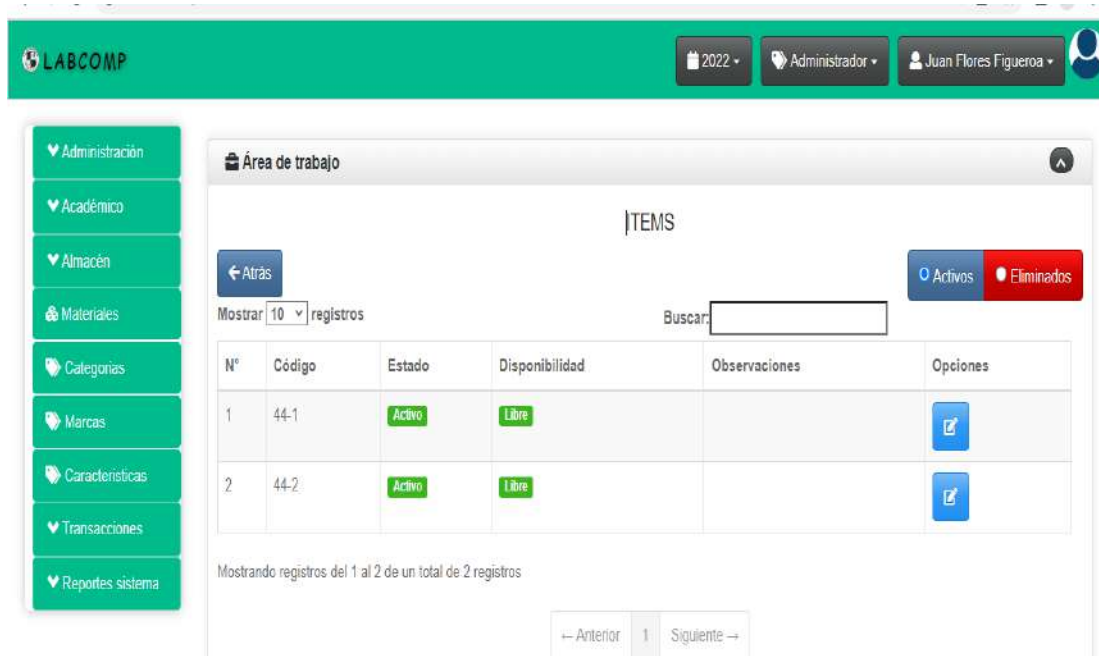 LABCOMP
2022
Administrador
Juan Flores Figueroa
Administración
Académico
Almacén
Materiales
Categorias
Marcas
Caracteristicas
Transacciones
Reportes sistema
Área de trabajo
ITEMS
Atrás
Activos Eliminados
Mostrar 10 registros Buscar:
N° Código Estado Disponibilidad Observaciones Opciones
1 44-1 Activo Libre
2 44-2 Activo Libre
Mostrando registros del 1 al 2 de un total de 2 registros
← Anterior 1 Siguiente →